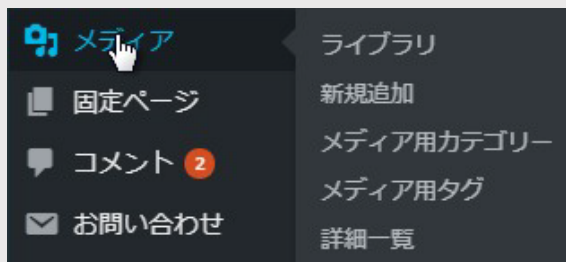 メディア
固定ページ
コメント 2
お問い合わせ
ライブラリ
新規追加
メディア用カテゴリー
メディア用タグ
詳細一覧